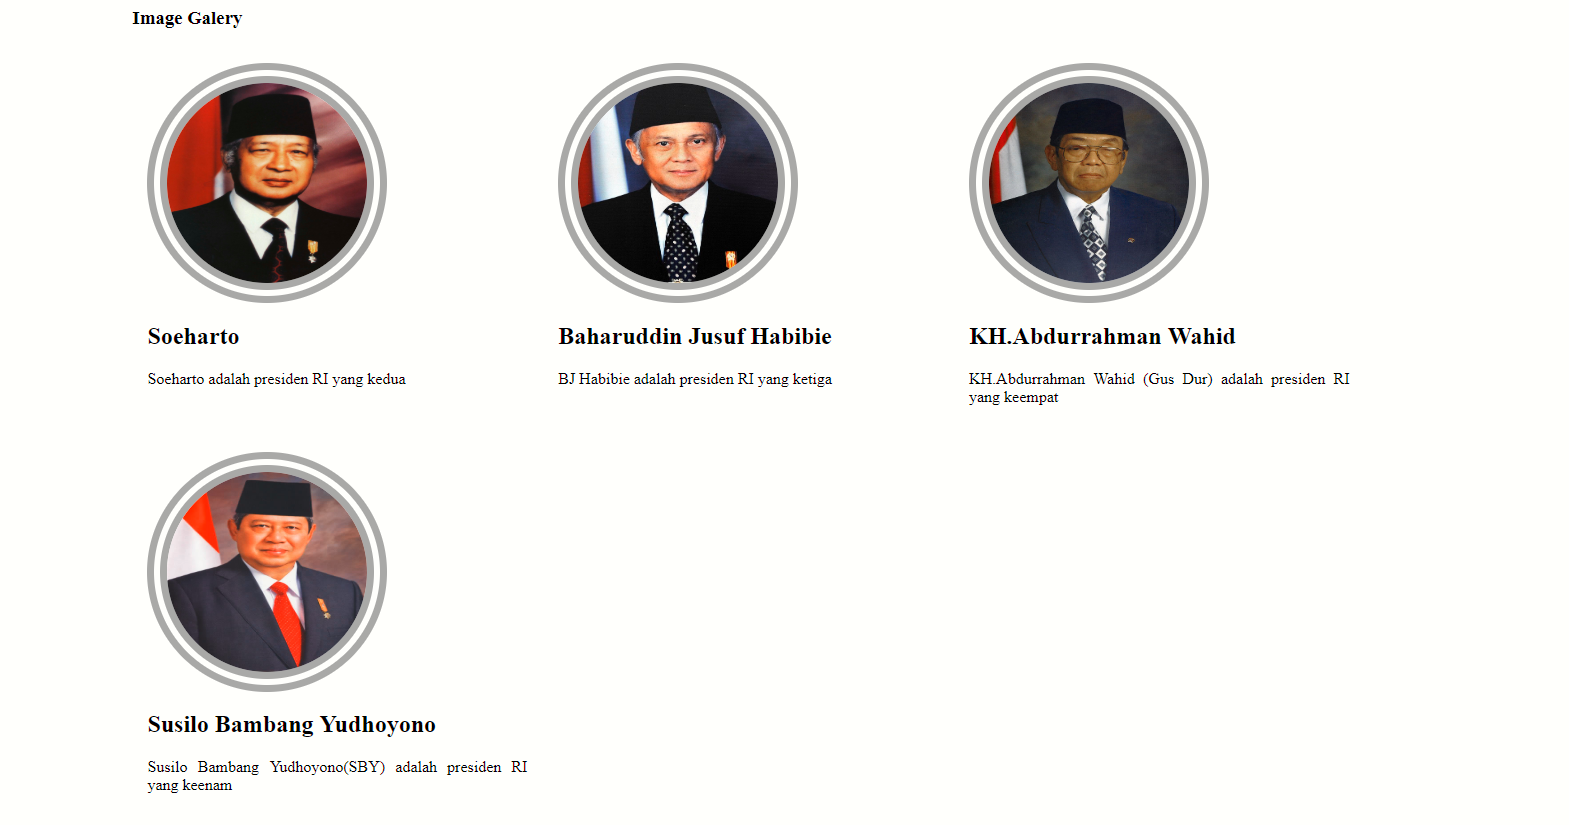 Image Galery
Soeharto
Soeharto adalah presiden RI yang kedua
Baharuddin Jusuf Habibie
BJ Habibie adalah presiden RI yang ketiga
KH.Abdurrahman Wahid
KH.Abdurrahman Wahid (Gus Dur) adalah presiden RI
yang keempat
Susilo Bambang Yudhoyono
Susilo Bambang Yudhoyono(SBY) adalah presiden RI
yang keenam